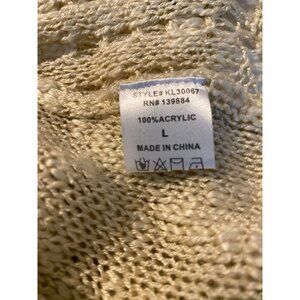 STYLE# KL30067
RN# 139884
100%ACRYLIC
L
MADE IN CHINA